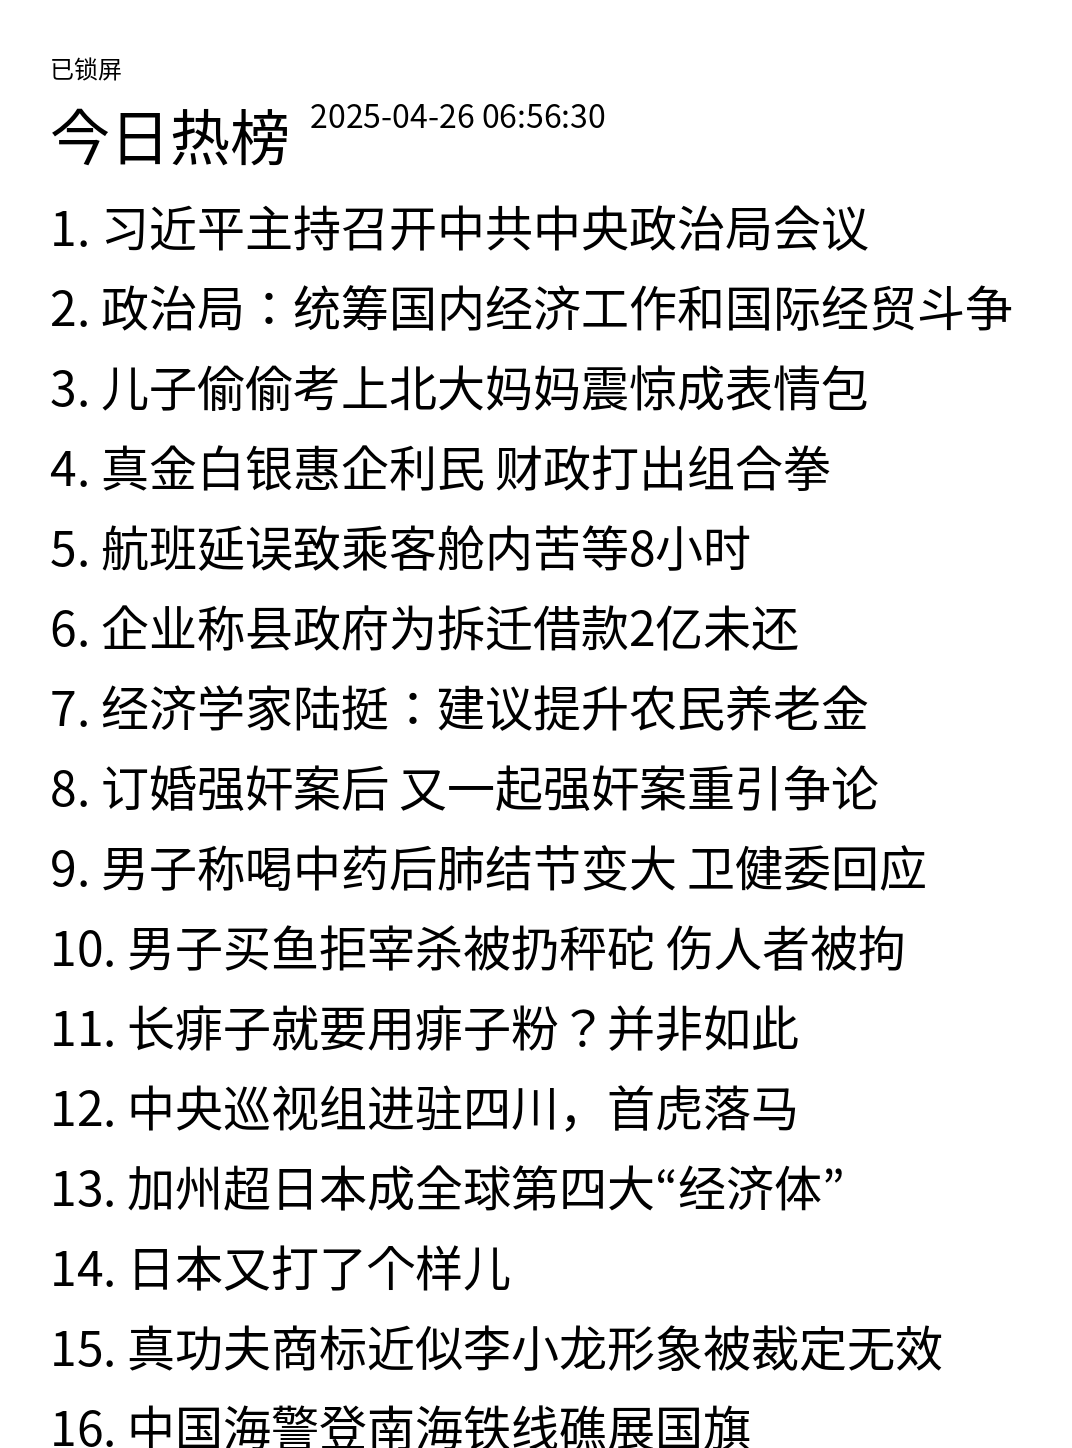 已锁屏
今日热榜 2025-04-26 06:56:30
1. 习近平主持召开中共中央政治局会议
2. 政治局：统筹国内经济工作和国际经贸斗争
3. 儿子偷偷考上北大妈妈震惊成表情包
4. 真金白银惠企利民 财政打出组合拳
5. 航班延误致乘客舱内苦等8小时
6. 企业称县政府为拆迁借款2亿未还
7. 经济学家陆挺：建议提升农民养老金
8. 订婚强奸案后 又一起强奸案重引争论
9. 男子称喝中药后肺结节变大 卫健委回应
10. 男子买鱼拒宰杀被扔秤砣 伤人者被拘
11. 长痱子就要用痱子粉？并非如此
12. 中央巡视组进驻四川，首虎落马
13. 加州超日本成全球第四大“经济体”
14. 日本又打了个样儿
15. 真功夫商标近似李小龙形象被裁定无效
16. 中国海警登南海铁线礁展国旗